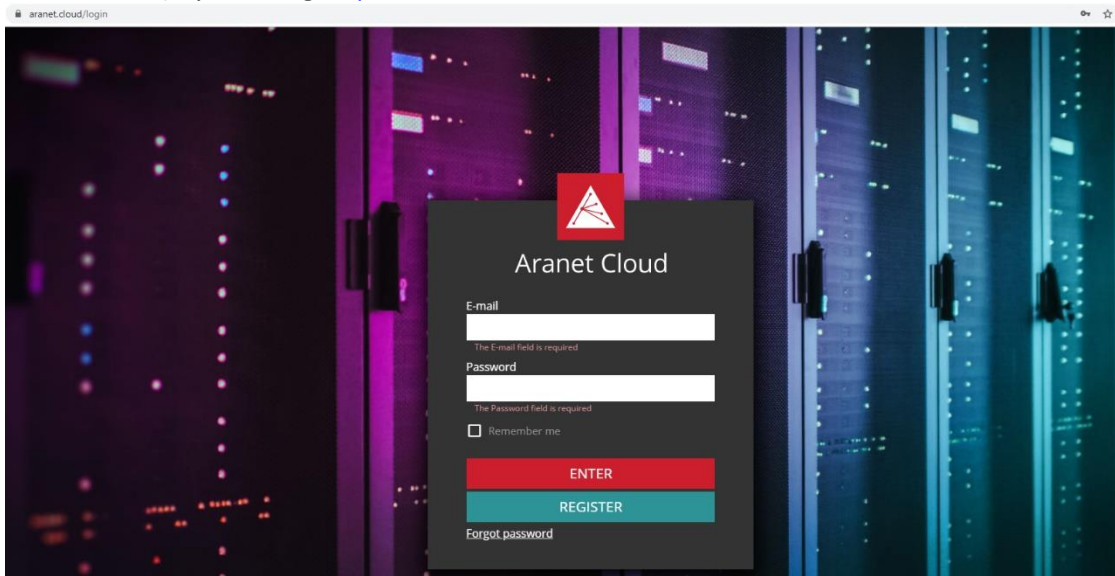 aranet.cloud/login
Aranet Cloud
E-mail
The E-mail field is required
Password
The Password field is required
Remember me
ENTER
REGISTER
Forgot password